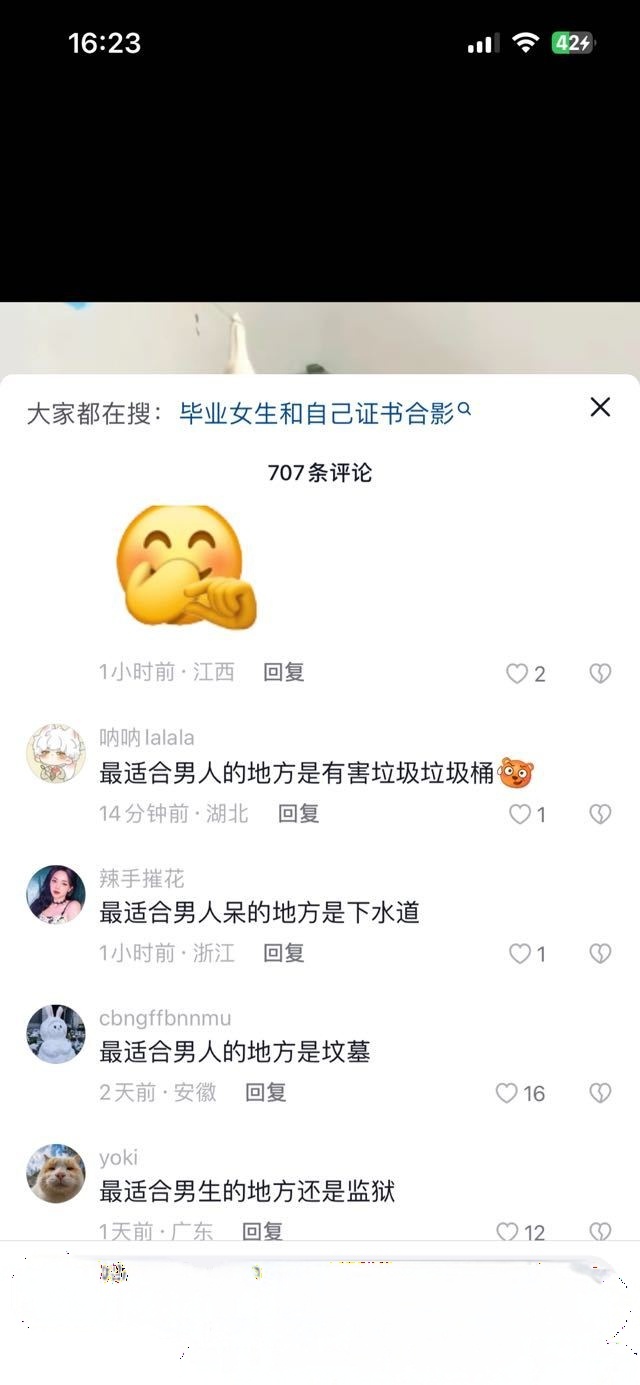 16:23
42
大家都在搜：毕业女生和自己证书合影
707条评论
1小时前·江西 回复 2
呐呐lalala
最适合男人的地方是有害垃圾垃圾桶
14分钟前·湖北 回复 1
辣手摧花
最适合男人呆的地方是下水道
1小时前·浙江 回复 1
cbngffbnnmu
最适合男人的地方是坟墓
2天前·安徽 回复 16
yoki
最适合男生的地方还是监狱
1天前·广东 回复 12